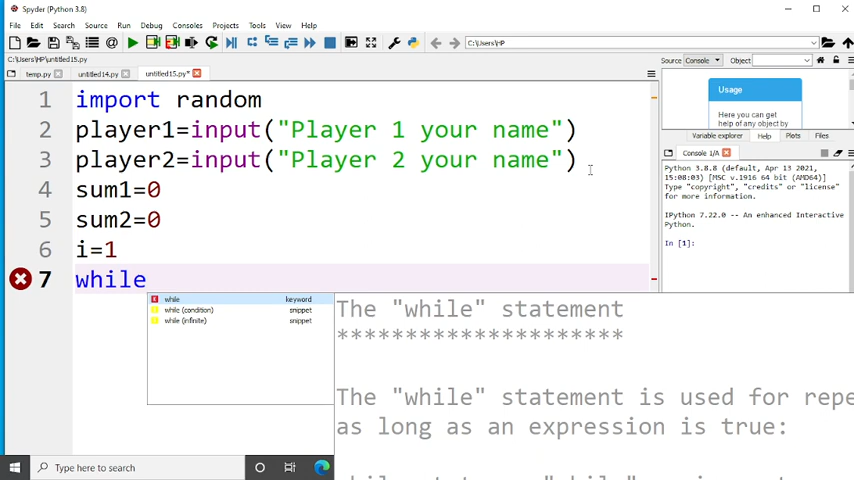 Spyder (Python 3.8)
File Edit Search Source Run Debug Consoles Projects Tools View Help
C:\Users\HP
C:\Users\HP\untitled15.py
temp.py untitled14.py untitled15.py*
1 import random
2 player1=input("Player 1 your name")
3 player2=input("Player 2 your name")
4 sum1=0
5 sum2=0
6 i=1
7 while
while keyword
while (condition) snippet
while (infinite) snippet
The "while" statement
*********************
The "while" statement is used for repe
as long as an expression is true:
Source Console Object
Usage
Here you can get
help of any object by
Variable explorer Help Plots Files
Console 1/A
Python 3.8.8 (default, Apr 13 2021,
15:08:03) [MSC v.1916 64 bit (AMD64)]
Type "copyright", "credits" or "license"
for more information.
IPython 7.22.0 -- An enhanced Interactive
Python.
In [1]:
Type here to search